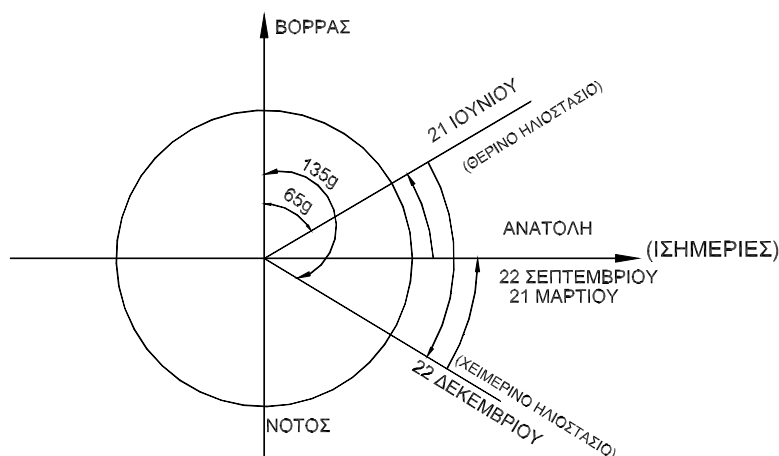 ΒΟΡΡΑΣ
21 ΙΟΥΝΙΟΥ
(ΘΕΡΙΝΟ ΗΛΙΟΣΤΑΣΙΟ)
135g
65g
ΑΝΑΤΟΛΗ
(ΙΣΗΜΕΡΙΕΣ)
22 ΣΕΠΤΕΜΒΡΙΟΥ
21 ΜΑΡΤΙΟΥ
(ΧΕΙΜΕΡΙΝΟ ΗΛΙΟΣΤΑΣΙΟ)
22 ΔΕΚΕΜΒΡΙΟΥ
ΝΟΤΟΣ